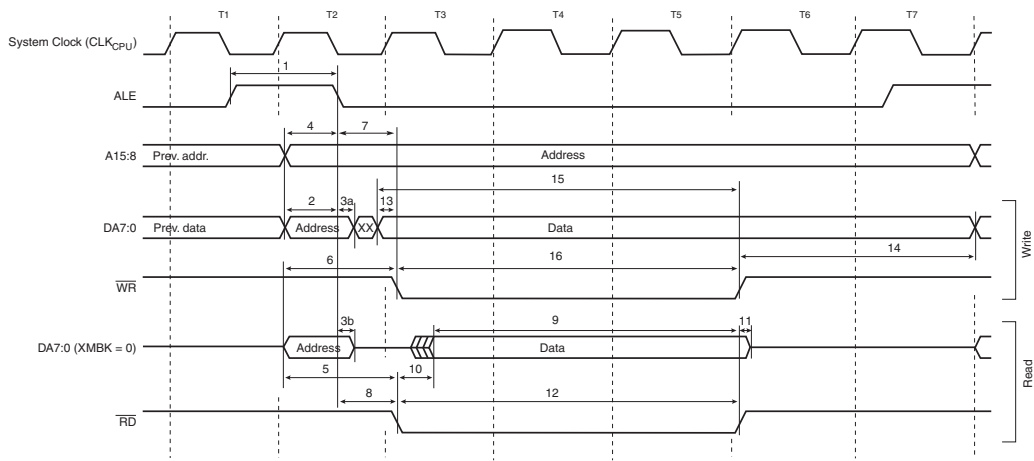 T1 T2 T3 T4 T5 T6 T7
System Clock (CLKCPU)
1
ALE
4 7
A15:8 Prev. addr. Address
15
2 3a 13
DA7:0 Prev. data Address XX Data
14
6 16
WR
3b 9 11
DA7:0 (XMBK = 0) Address Data
5 10
8 12
RD
Write
Read